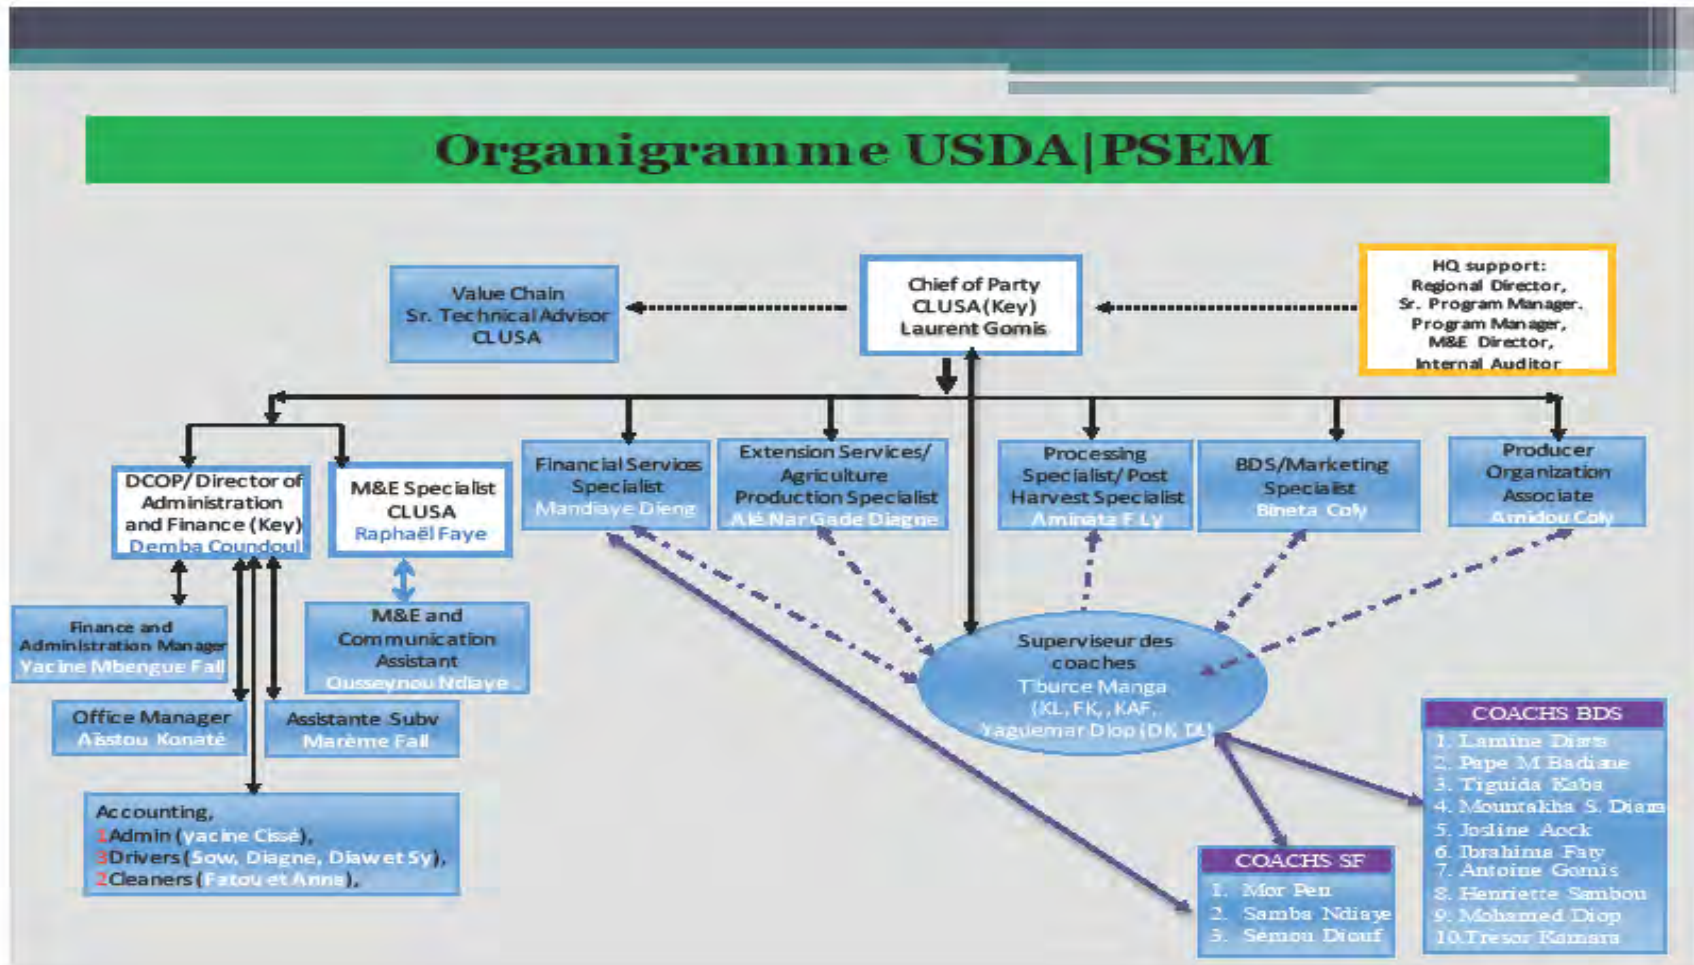 Organigramme USDA|PSEM
Value Chain
Sr. Technical Advisor
CLUSA
Chief of Party
CLUSA(Key)
Laurent Gomis
HQ support:
Regional Director,
Sr. Program Manager.
Program Manager,
M&E Director,
Internal Auditor
DCOP/Director of
Administration
and Finance (Key)
Demba Coundoul
M&E Specialist
CLUSA
Raphaël Faye
Financial Services
Specialist
Mandiaye Dieng
Extension Services/
Agriculture
Production Specialist
Alé Nar Gade Diagne
Processing
Specialist/Post
Harvest Specialist
Aminata F Ly
BDS/Marketing
Specialist
Bineta Coly
Producer
Organization
Associate
Amidou Coly
Finance and
Administration Manager
Yacine Mbengue Fall
M&E and
Communication
Assistant
Ousseynou Ndiaye
Office Manager
Aïsstou Konaté
Assistante Subv
Marème Fall
Accounting,
1Admin (yacine Cissé),
3Drivers (Sow, Diagne, Diaw et Sy),
2Cleaners (Fatou et Anna),
Superviseur des
coaches
Tiburce Manga
(KL, FK, ,KAF,
Yaguemar Diop (DK, DL)
COACHS SF
1. Mor Pen
2. Samba Ndiaye
3. Sémou Diouf
COACHS BDS
1. Lamine Diatta
2. Pape M Badiane
3. Tiguida Kaba
4. Mountakha S. Diarra
5. Josline
6. Ibrahima Faty
7. Antoine Gomis
8. Henriette Sambou
9. Mohamed Diop
10.Tresor Kamara